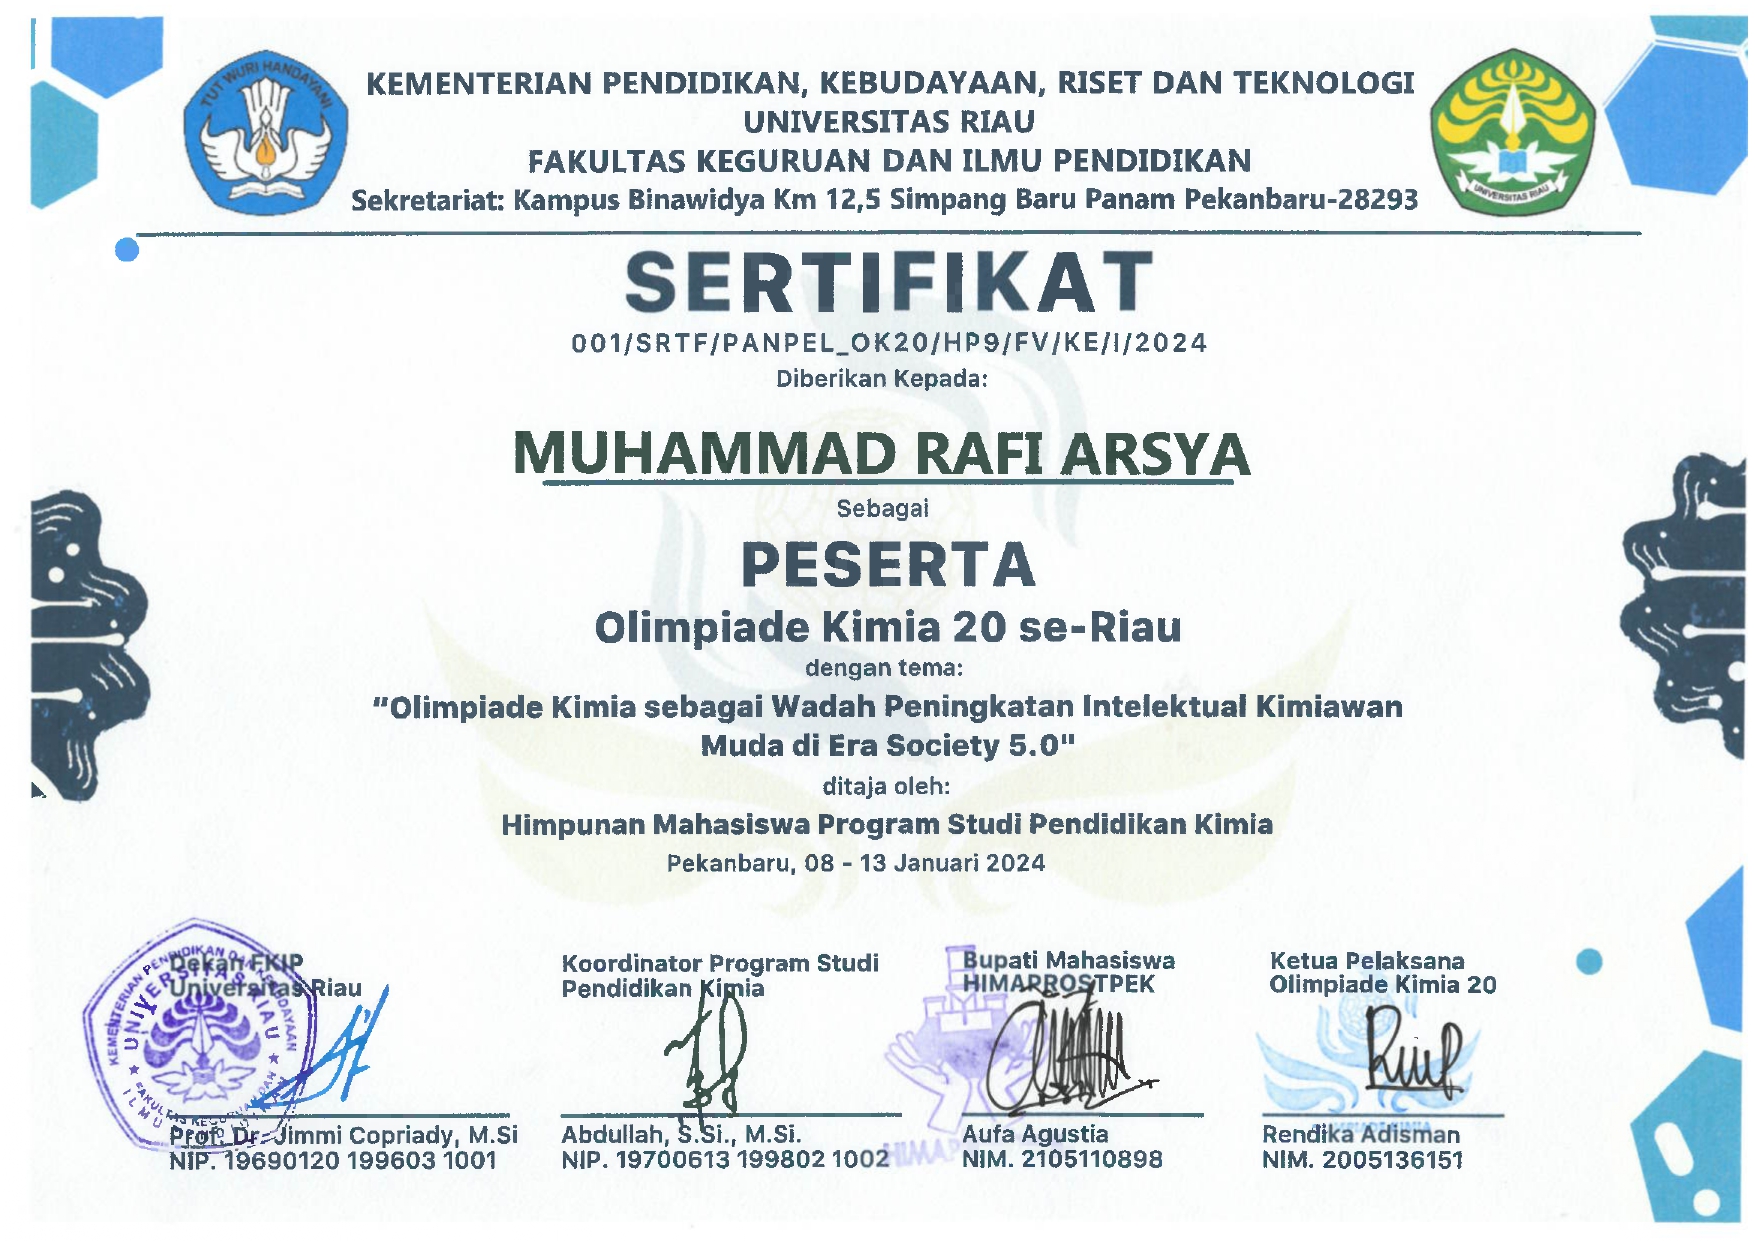 TUT WURI HANDAYANI
KEMENTERIAN PENDIDIKAN, KEBUDAYAAN, RISET DAN TEKNOLOGI
UNIVERSITAS RIAU
FAKULTAS KEGURUAN DAN ILMU PENDIDIKAN
Sekretariat: Kampus Binawidya Km 12,5 Simpang Baru Panam Pekanbaru-28293
UNIVERSITAS RIAU
SERTIFIKAT
001/SRTF/PANPEL_OK20/HP9/FV/KE/I/2024
Diberikan Kepada:
MUHAMMAD RAFI ARSYA
Sebagai
PESERTA
Olimpiade Kimia 20 se-Riau
dengan tema:
"Olimpiade Kimia sebagai Wadah Peningkatan Intelektual Kimiawan
Muda di Era Society 5.0"
ditaja oleh:
Himpunan Mahasiswa Program Studi Pendidikan Kimia
Pekanbaru, 08 - 13 Januari 2024
Dekan FKIP
Universitas Riau
KEMENTERIAN PENDIDIKAN DAN KEBUDAYAAN
UNIVERSITAS RIAU
Prof. Dr. Jimmi Copriady, M.Si
NIP. 19690120 199603 1001
Koordinator Program Studi
Pendidikan Kimia
Abdullah, S.Si., M.Si.
NIP. 19700613 199802 1002
Bupati Mahasiswa
HIMAPROSTPEK
Aufa Agustia
NIM. 2105110898
Ketua Pelaksana
Olimpiade Kimia 20
Rendika Adisman
NIM. 2005136151